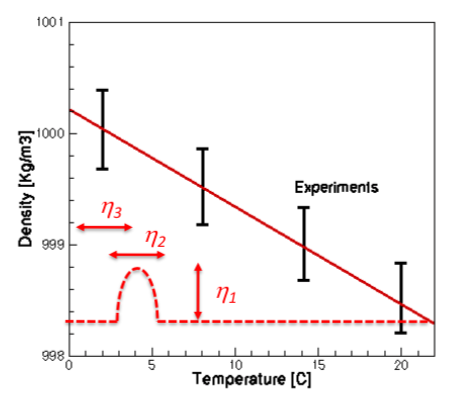 1001
1000
999
998
Density [Kg/m3]
Experiments
η3
η2
η1
0 5 10 15 20
Temperature [C]